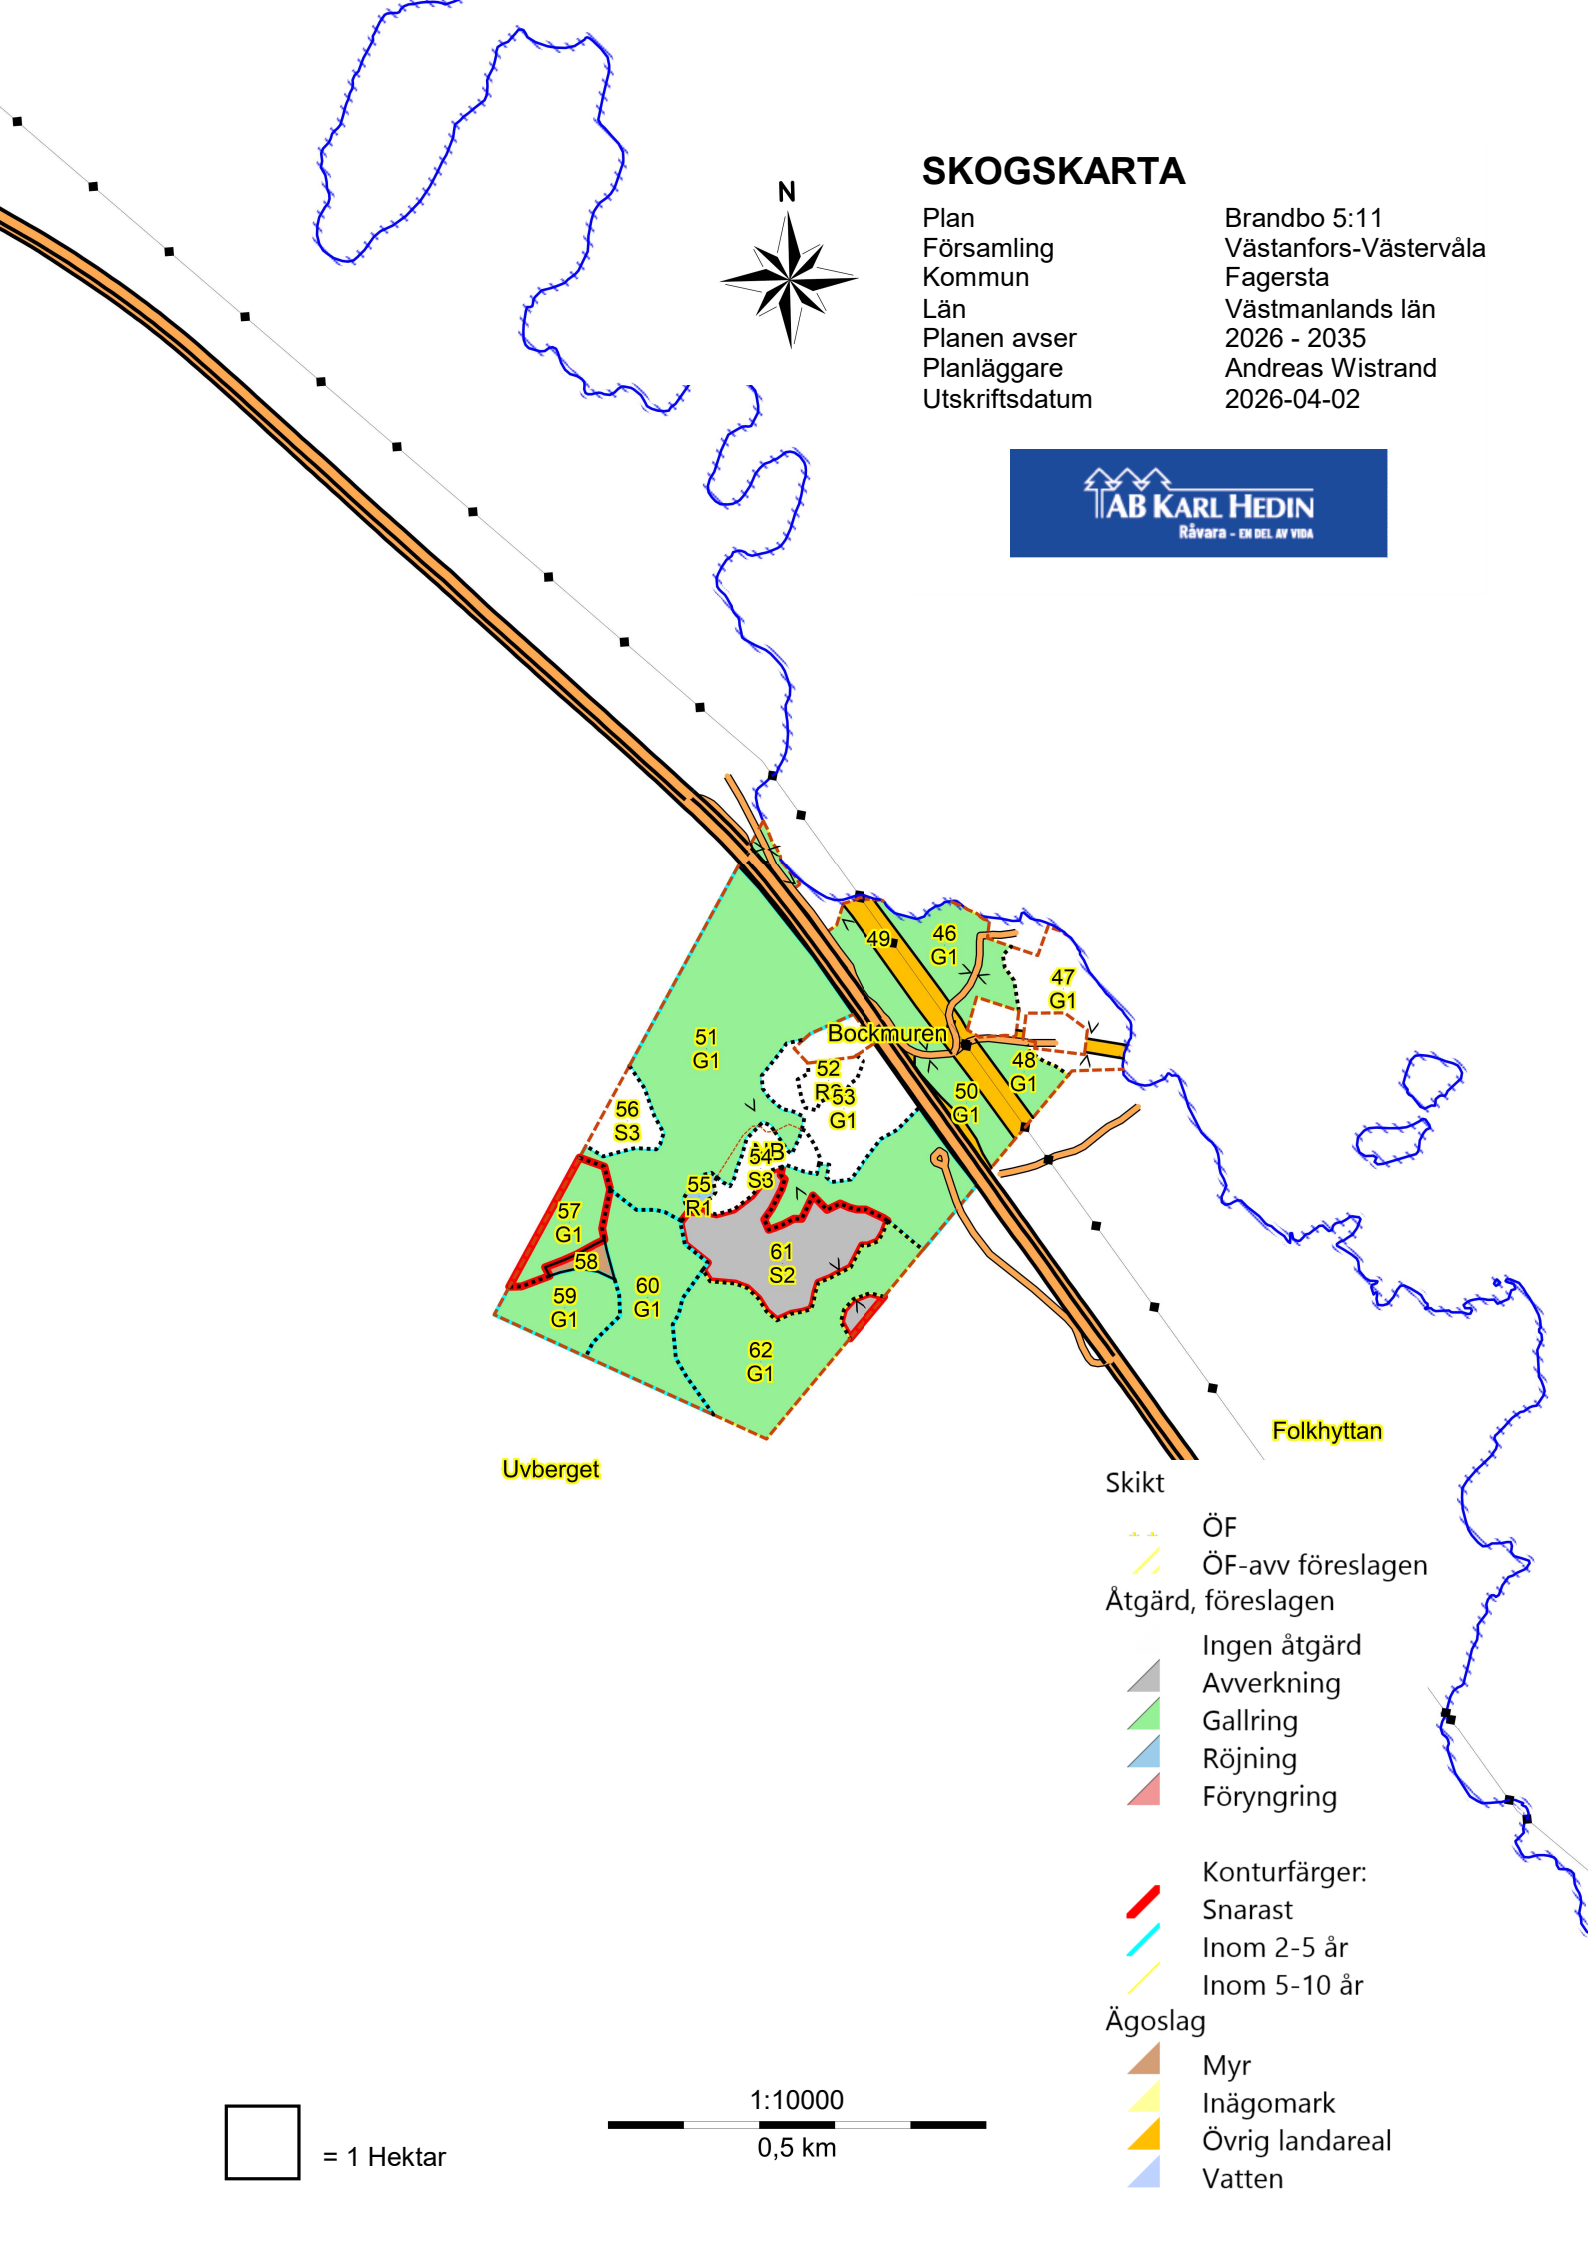 SKOGSKARTA
Plan Brandbo 5:11
Församling Västanfors-Västervåla
Kommun Fagersta
Län Västmanlands län
Planen avser 2026 - 2035
Planläggare Andreas Wistrand
Utskriftsdatum 2026-04-02
N
AB KARL HEDIN
Råvara - EN DEL AV VIDA
49
46
G1
47
G1
51
G1
Bockmuren
48
G1
52
53
G1
50
G1
56
S3
54
S3
55
R1
57
G1
58
61
S2
59
G1
60
G1
62
G1
Uvberget
Folkhyttan
Skikt
ÖF
ÖF-avv föreslagen
Åtgärd, föreslagen
Ingen åtgärd
Avverkning
Gallring
Röjning
Föryngring
Konturfärger:
Snarast
Inom 2-5 år
Inom 5-10 år
Ägoslag
Myr
Inägomark
Övrig landareal
Vatten
= 1 Hektar
1:10000
0,5 km